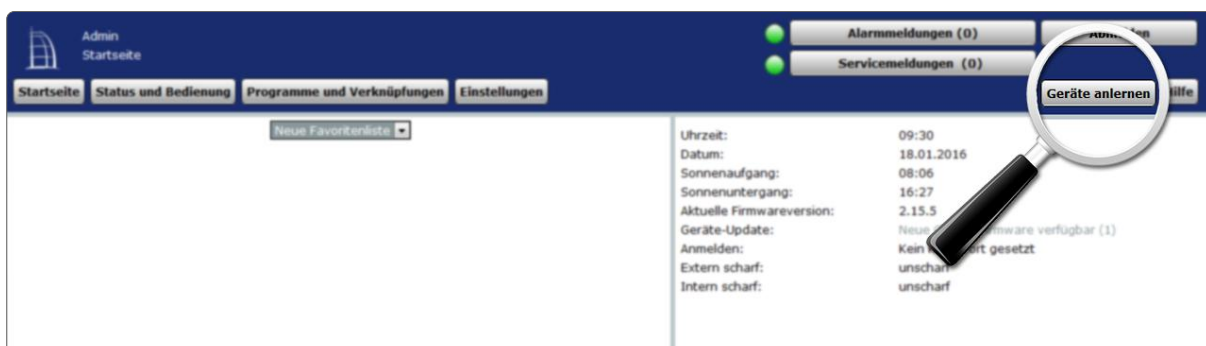 Admin
Startseite
Alarmmeldungen (0)
Abmelden
Servicemeldungen (0)
Startseite
Status und Bedienung
Programme und Verknüpfungen
Einstellungen
Geräte anlernen
Hilfe
Neue Favoritenliste
Uhrzeit: 09:30
Datum: 18.01.2016
Sonnenaufgang: 08:06
Sonnenuntergang: 16:27
Aktuelle Firmwareversion: 2.15.5
Geräte-Update: Neue verfügbar (1)
Anmelden: Kein gesetzt
Extern scharf: unscharf
Intern scharf: unscharf